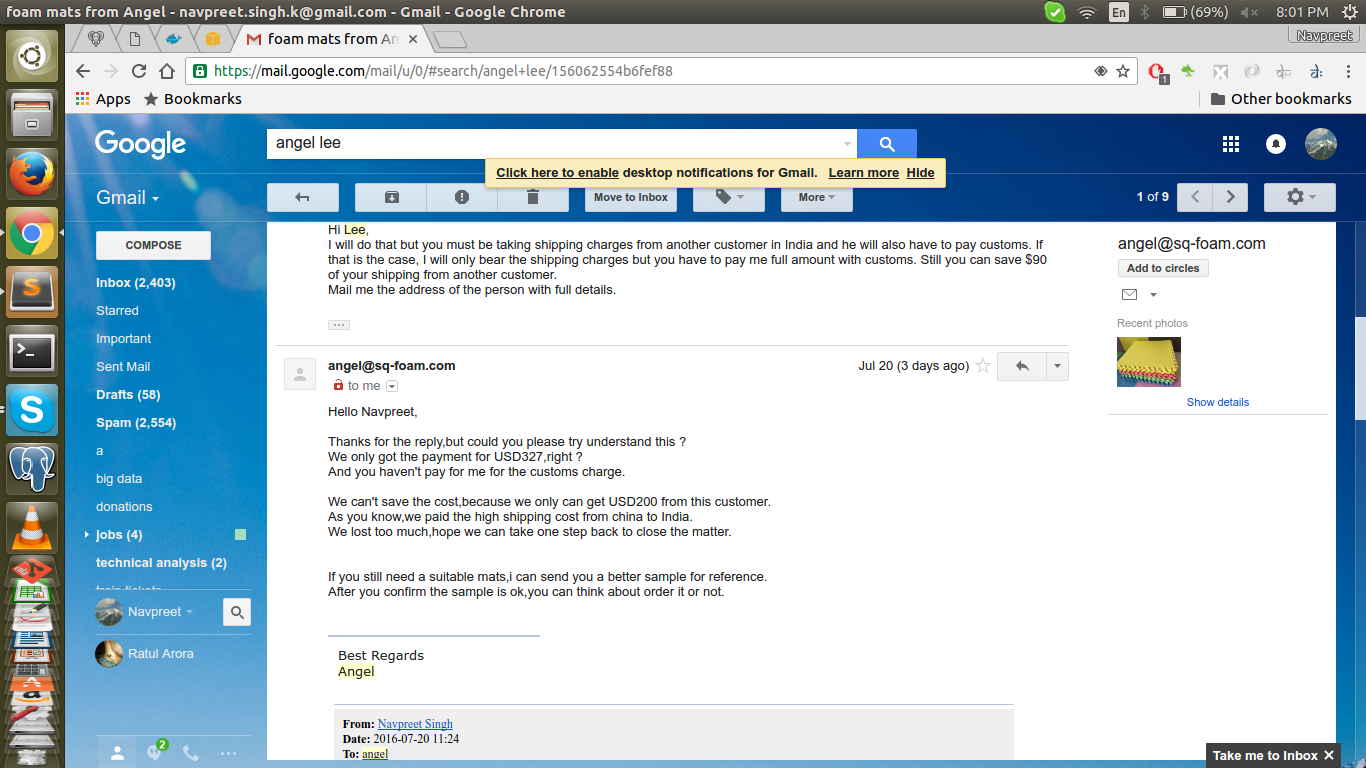 foam mats from Angel - navpreet.singh.k@gmail.com - Gmail - Google Chrome
En
(69%)
8:01 PM
foam mats from An
Navpreet
https://mail.google.com/mail/u/0/#search/angel+lee/156062554b6fef88
1
Apps
Bookmarks
Other bookmarks
Google
angel lee
Click here to enable desktop notifications for Gmail. Learn more Hide
Gmail
Move to Inbox
More
1 of 9
COMPOSE
Inbox (2,403)
Starred
Important
Sent Mail
Drafts (58)
Spam (2,554)
a
big data
donations
jobs (4)
technical analysis (2)
train tickets
Navpreet
Ratul Arora
2
Hi Lee,
I will do that but you must be taking shipping charges from another customer in India and he will also have to pay customs. If
that is the case, I will only bear the shipping charges but you have to pay me full amount with customs. Still you can save $90
of your shipping from another customer.
Mail me the address of the person with full details.
angel@sq-foam.com
Jul 20 (3 days ago)
to me
Hello Navpreet,
Thanks for the reply,but could you please try understand this ?
We only got the payment for USD327,right ?
And you haven't pay for me for the customs charge.
We can't save the cost,because we only can get USD200 from this customer.
As you know,we paid the high shipping cost from china to India.
We lost too much,hope we can take one step back to close the matter.
If you still need a suitable mats,i can send you a better sample for reference.
After you confirm the sample is ok,you can think about order it or not.
Best Regards
Angel
From: Navpreet Singh
Date: 2016-07-20 11:24
To: angel
angel@sq-foam.com
Add to circles
Recent photos
Show details
Take me to Inbox